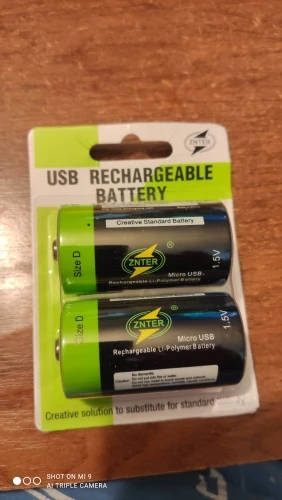 ZNTER
USB RECHARGEABLE
BATTERY
Creative Standard Battery
Size D
ZNTER
®
Micro USB
Rechargeable Li-Polymer Battery
1.5V
Size D
ZNTER
®
Micro USB
Rechargeable Li-Polymer Battery
1.5V
Caution:
Creative solution to substitute for standard
SHOT ON MI 9
AI TRIPLE CAMERA